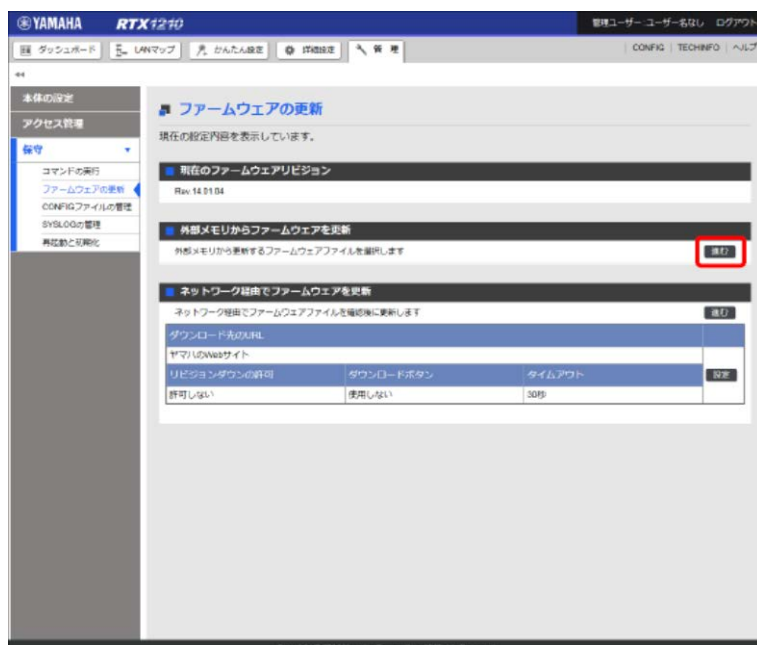 YAMAHA RTX1210 管理ユーザー:ユーザー名なし ログアウト
ダッシュボード LANマップ かんたん設定 詳細設定 管理 CONFIG | TECHINFO | ヘルプ
本体の設定
アクセス管理
保守
コマンドの実行
ファームウェアの更新
CONFIGファイルの管理
SYSLOGの管理
再起動と初期化
ファームウェアの更新
現在の設定内容を表示しています。
現在のファームウェアリビジョン
Rev.14.01.04
外部メモリからファームウェアを更新
外部メモリから更新するファームウェアファイルを選択します 進む
ネットワーク経由でファームウェアを更新
ネットワーク経由でファームウェアファイルを確認後に更新します 進む
ダウンロード先のURL
ヤマハのWebサイト
リビジョンダウンの許可 ダウンロードボタン タイムアウト 設定
許可しない 使用しない 30秒